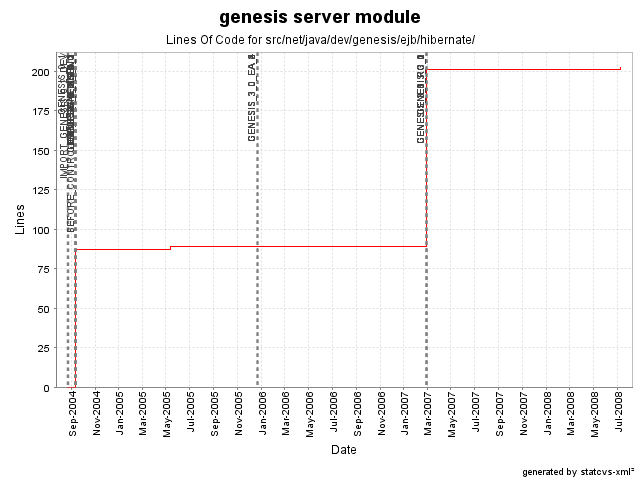 genesis server module
Lines Of Code for src/net/java/dev/genesis/ejb/hibernate/
200
175
150
125
100
75
50
25
0
Lines
GENESIS_3_0_EA
Sep-2004
Nov-2004
Jan-2005
Mar-2005
May-2005
Jul-2005
Sep-2005
Nov-2005
Jan-2006
Mar-2006
May-2006
Jul-2006
Sep-2006
Nov-2006
Jan-2007
Mar-2007
May-2007
Jul-2007
Sep-2007
Nov-2007
Jan-2008
Mar-2008
May-2008
Jul-2008
Date
generated by statcvs-xml²